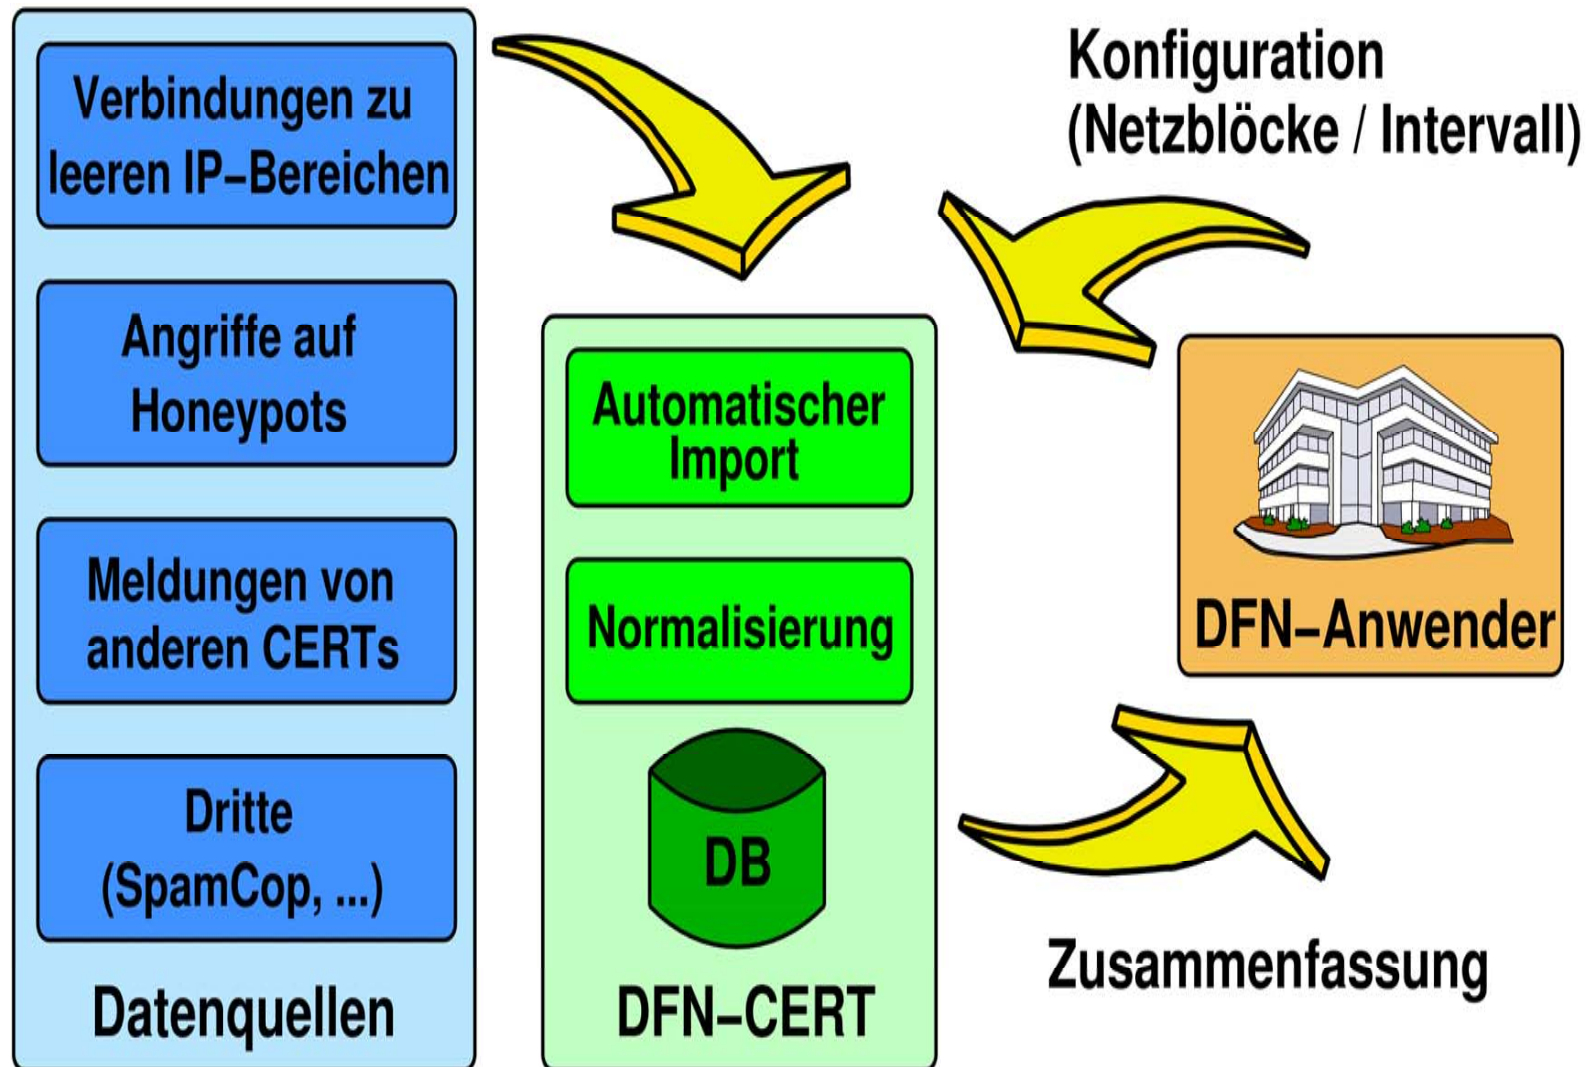 Verbindungen zu
leeren IP–Bereichen
Angriffe auf
Honeypots
Meldungen von
anderen CERTs
Dritte
(SpamCop, ...)
Datenquellen
Automatischer
Import
Normalisierung
DB
DFN–CERT
Konfiguration
(Netzblöcke / Intervall)
DFN–Anwender
Zusammenfassung